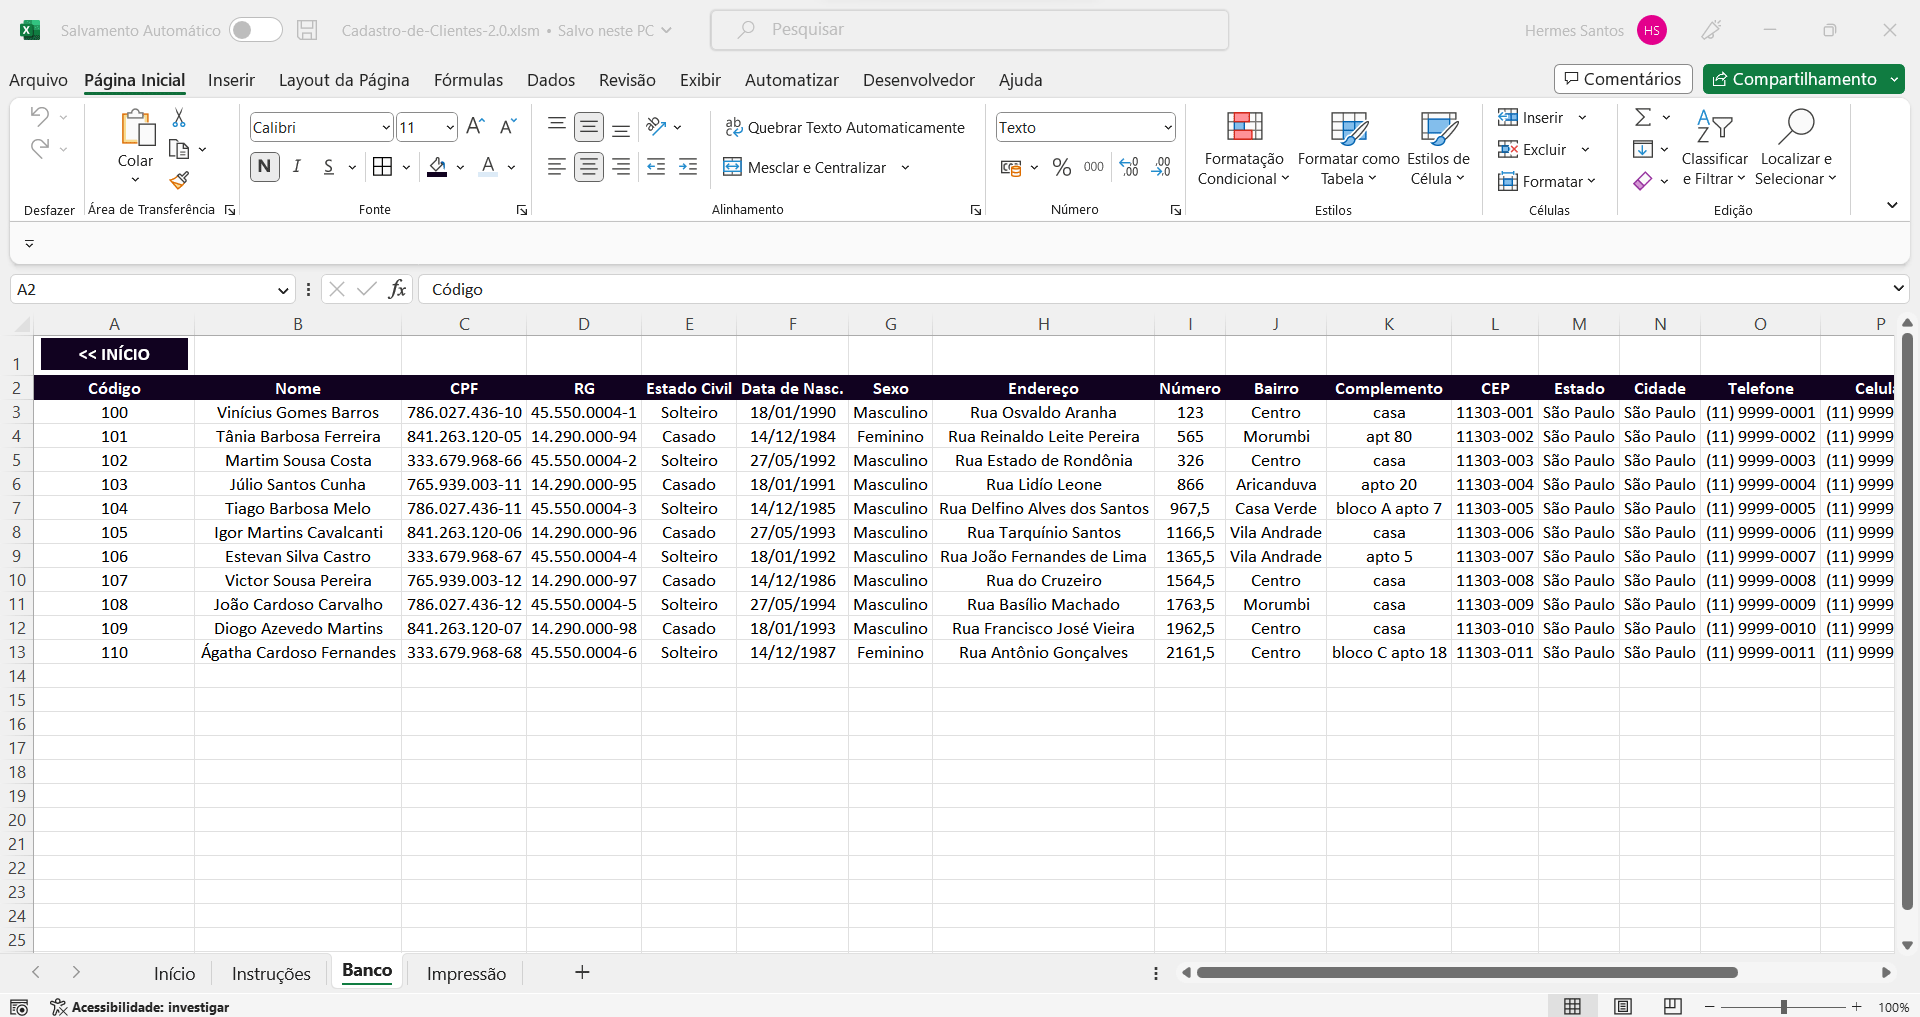 Salvamento Automático
Cadastro-de-Clientes-2.0.xlsm • Salvo neste PC
Pesquisar
Hermes Santos
HS
Arquivo Página Inicial Inserir Layout da Página Fórmulas Dados Revisão Exibir Automatizar Desenvolvedor Ajuda
Comentários
Compartilhamento
Desfazer
Colar
Área de Transferência
Calibri
11
N I S
A
Fonte
Quebrar Texto Automaticamente
Mesclar e Centralizar
Alinhamento
Texto
% 000
Número
Formatação Condicional
Formatar como Tabela
Estilos de Célula
Estilos
Inserir
Excluir
Formatar
Células
Classificar e Filtrar
Localizar e Selecionar
Edição
A2
fx
Código
A B C D E F G H I J K L M N O P
1 << INÍCIO
2 Código Nome CPF RG Estado Civil Data de Nasc. Sexo Endereço Número Bairro Complemento CEP Estado Cidade Telefone Celul
3 100 Vinícius Gomes Barros 786.027.436-10 45.550.0004-1 Solteiro 18/01/1990 Masculino Rua Osvaldo Aranha 123 Centro casa 11303-001 São Paulo São Paulo (11) 9999-0001 (11) 9999
4 101 Tânia Barbosa Ferreira 841.263.120-05 14.290.000-94 Casado 14/12/1984 Feminino Rua Reinaldo Leite Pereira 565 Morumbi apt 80 11303-002 São Paulo São Paulo (11) 9999-0002 (11) 9999
5 102 Martim Sousa Costa 333.679.968-66 45.550.0004-2 Solteiro 27/05/1992 Masculino Rua Estado de Rondônia 326 Centro casa 11303-003 São Paulo São Paulo (11) 9999-0003 (11) 9999
6 103 Júlio Santos Cunha 765.939.003-11 14.290.000-95 Casado 18/01/1991 Masculino Rua Lidío Leone 866 Aricanduva apto 20 11303-004 São Paulo São Paulo (11) 9999-0004 (11) 9999
7 104 Tiago Barbosa Melo 786.027.436-11 45.550.0004-3 Solteiro 14/12/1985 Masculino Rua Delfino Alves dos Santos 967,5 Casa Verde bloco A apto 7 11303-005 São Paulo São Paulo (11) 9999-0005 (11) 9999
8 105 Igor Martins Cavalcanti 841.263.120-06 14.290.000-96 Casado 27/05/1993 Masculino Rua Tarquínio Santos 1166,5 Vila Andrade casa 11303-006 São Paulo São Paulo (11) 9999-0006 (11) 9999
9 106 Estevan Silva Castro 333.679.968-67 45.550.0004-4 Solteiro 18/01/1992 Masculino Rua João Fernandes de Lima 1365,5 Vila Andrade apto 5 11303-007 São Paulo São Paulo (11) 9999-0007 (11) 9999
10 107 Victor Sousa Pereira 765.939.003-12 14.290.000-97 Casado 14/12/1986 Masculino Rua do Cruzeiro 1564,5 Centro casa 11303-008 São Paulo São Paulo (11) 9999-0008 (11) 9999
11 108 João Cardoso Carvalho 786.027.436-12 45.550.0004-5 Solteiro 27/05/1994 Masculino Rua Basílio Machado 1763,5 Morumbi casa 11303-009 São Paulo São Paulo (11) 9999-0009 (11) 9999
12 109 Diogo Azevedo Martins 841.263.120-07 14.290.000-98 Casado 18/01/1993 Masculino Rua Francisco José Vieira 1962,5 Centro casa 11303-010 São Paulo São Paulo (11) 9999-0010 (11) 9999
13 110 Ágatha Cardoso Fernandes 333.679.968-68 45.550.0004-6 Solteiro 14/12/1987 Feminino Rua Antônio Gonçalves 2161,5 Centro bloco C apto 18 11303-011 São Paulo São Paulo (11) 9999-0011 (11) 9999
14
15
16
17
18
19
20
21
22
23
24
25
Início Instruções Banco Impressão
Acessibilidade: investigar
100%